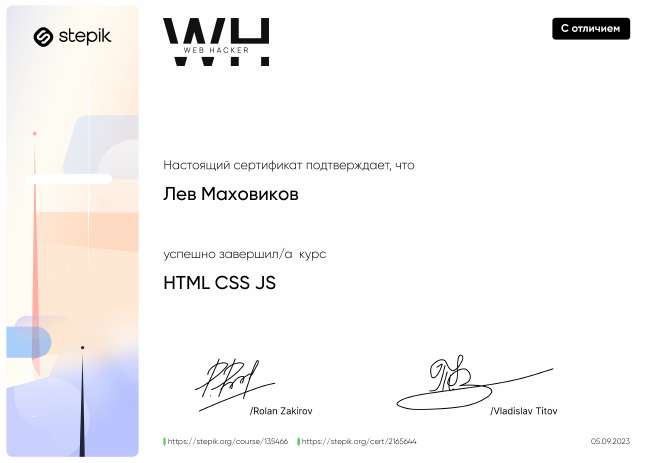 stepik
WH
WEB HACKER
С отличием
Настоящий сертификат подтверждает, что
Лев Маховиков
успешно завершил/а курс
HTML CSS JS
/Rolan Zakirov
/Vladislav Titov
https://stepik.org/course/135466
https://stepik.org/cert/2165644
05.09.2023